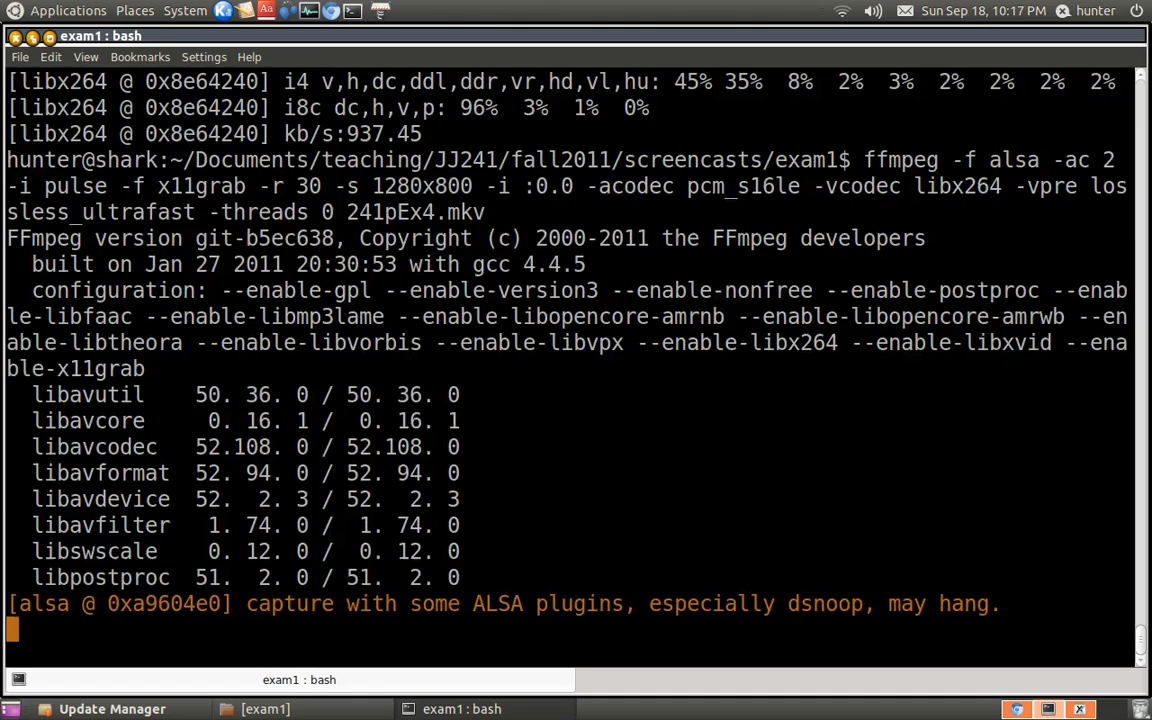 Applications Places System Aa Sun Sep 18, 10:17 PM hunter
exam1 : bash
File Edit View Bookmarks Settings Help
[libx264 @ 0x8e64240] i4 v,h,dc,ddl,ddr,vr,hd,vl,hu: 45% 35%  8%  2%  3%  2%  2%  2%  2%
[libx264 @ 0x8e64240] i8c dc,h,v,p: 96%  3%  1%  0%
[libx264 @ 0x8e64240] kb/s:937.45
hunter@shark:~/Documents/teaching/JJ241/fall2011/screencasts/exam1$ ffmpeg -f alsa -ac 2
-i pulse -f x11grab -r 30 -s 1280x800 -i :0.0 -acodec pcm_s16le -vcodec libx264 -vpre los
sless_ultrafast -threads 0 241pEx4.mkv
FFmpeg version git-b5ec638, Copyright (c) 2000-2011 the FFmpeg developers
  built on Jan 27 2011 20:30:53 with gcc 4.4.5
  configuration: --enable-gpl --enable-version3 --enable-nonfree --enable-postproc --enab
le-libfaac --enable-libmp3lame --enable-libopencore-amrnb --enable-libopencore-amrwb --en
able-libtheora --enable-libvorbis --enable-libvpx --enable-libx264 --enable-libxvid --ena
ble-x11grab
  libavutil    50. 36. 0 / 50. 36. 0
  libavcore     0. 16. 1 /  0. 16. 1
  libavcodec   52.108. 0 / 52.108. 0
  libavformat  52. 94. 0 / 52. 94. 0
  libavdevice  52.  2. 3 / 52.  2. 3
  libavfilter   1. 74. 0 /  1. 74. 0
  libswscale    0. 12. 0 /  0. 12. 0
  libpostproc  51.  2. 0 / 51.  2. 0
[alsa @ 0xa9604e0] capture with some ALSA plugins, especially dsnoop, may hang.
exam1 : bash
Update Manager [exam1] exam1 : bash